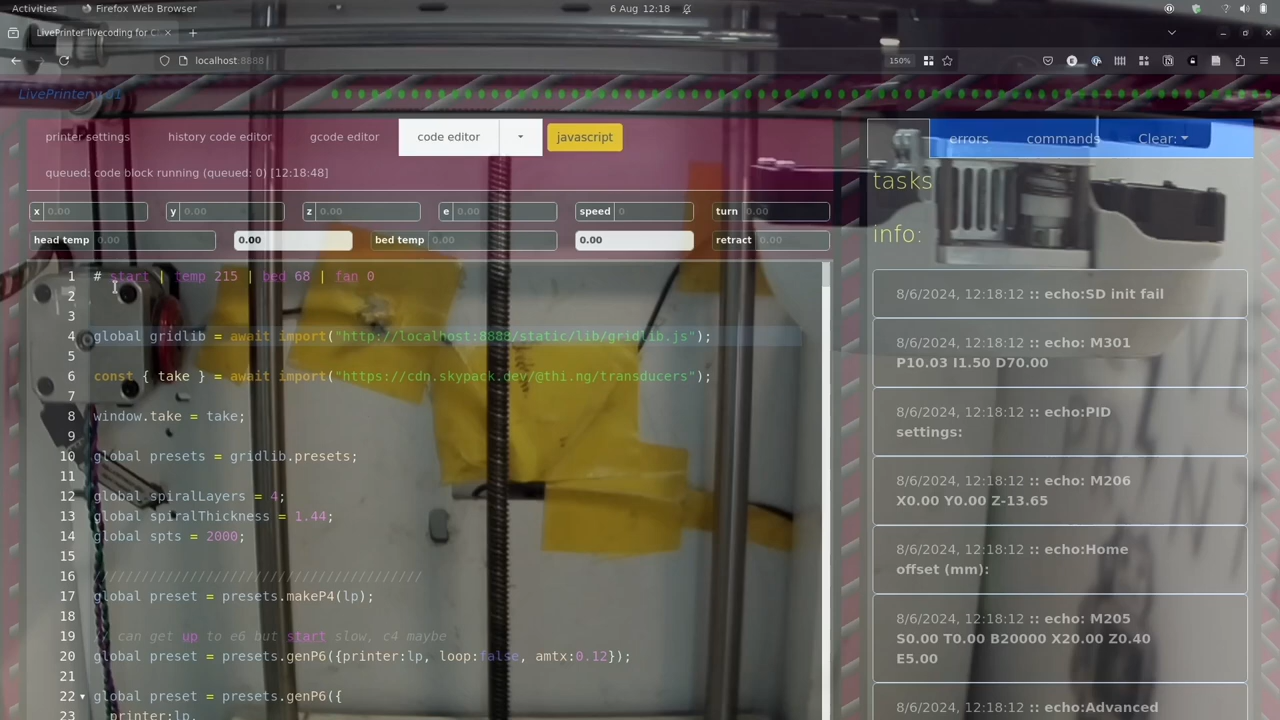 Activities Firefox Web Browser 6 Aug 12:18
LivePrinter livecoding for
localhost:8888 150%
LivePrinter
printer settings history code editor gcode editor code editor javascript
errors commands Clear:
queued: code block running (queued: 0) [12:18:48]
tasks
x 0.00 y 0.00 z 0.00 e 0.00 speed 0 turn 0.00
info:
head temp 0.00 0.00 bed temp 0.00 0.00 retract 0.00
1 # start | temp 215 | bed 68 | fan 0
2
3
4 global gridlib = await import("http://localhost:8888/static/lib/gridlib.js");
5
6 const { take } = await import("https://cdn.skypack.dev/@thi.ng/transducers");
7
8 window.take = take;
9
10 global presets = gridlib.presets;
11
12 global spiralLayers = 4;
13 global spiralThickness = 1.44;
14 global spts = 2000;
15
16 /////////////////////////////////////////
17 global preset = presets.makeP4(lp);
18
19 // can get up to e6 but start slow, c4 maybe
20 global preset = presets.genP6({printer:lp, loop:false, amtx:0.12});
21
22 global preset = presets.genP6({
23 printer:lp,
8/6/2024, 12:18:12 :: echo:SD init fail
8/6/2024, 12:18:12 :: echo: M301
P10.03 I1.50 D70.00
8/6/2024, 12:18:12 :: echo:PID
settings:
8/6/2024, 12:18:12 :: echo: M206
X0.00 Y0.00 Z-13.65
8/6/2024, 12:18:12 :: echo:Home
offset (mm):
8/6/2024, 12:18:12 :: echo: M205
S0.00 T0.00 B20000 X20.00 Z0.40
E5.00
8/6/2024, 12:18:12 :: echo:Advanced